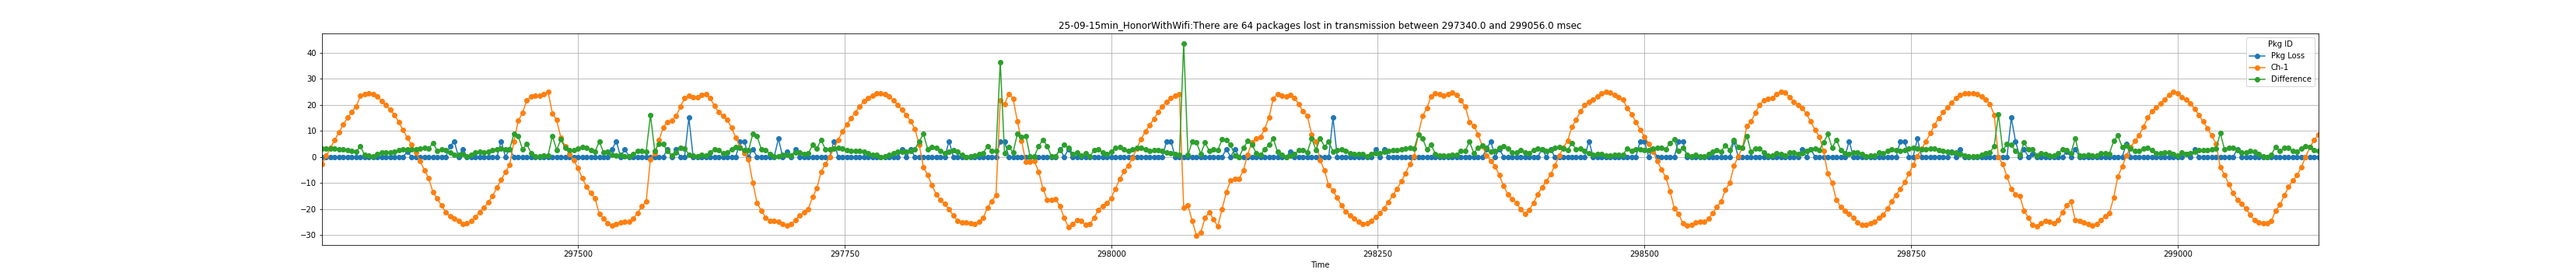 25-09-15min_HonorWithWifi:There are 64 packages lost in transmission between 297340.0 and 299056.0 msec
Pkg ID
Pkg Loss
Ch-1
Difference
40
30
20
10
0
−10
−20
−30
297500 297750 298000 298250 298500 298750 299000
Time